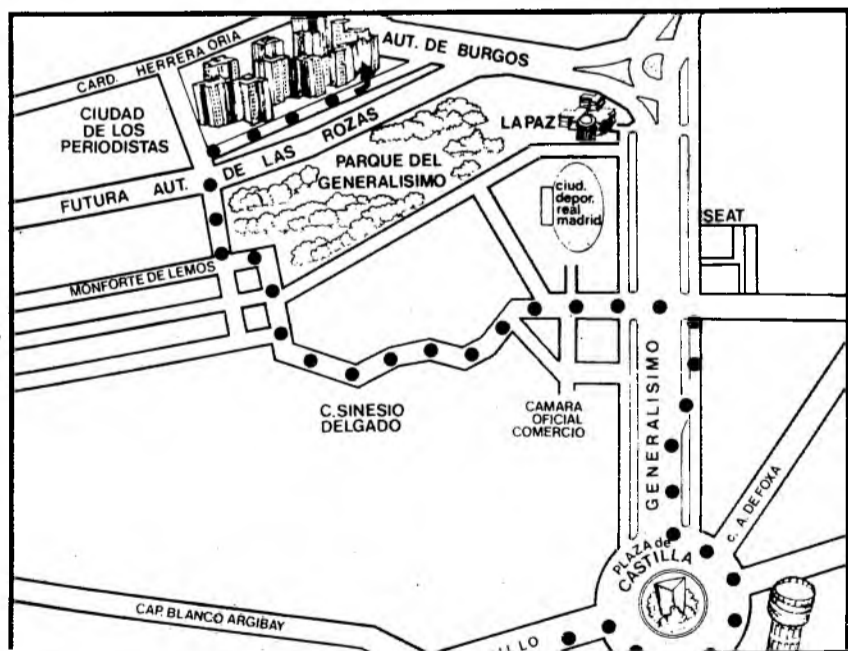 CARD. HERRERA ORIA
AUT. DE BURGOS
CIUDAD
DE LOS
PERIODISTAS
LA PAZ
FUTURA AUT. DE LAS ROZAS
PARQUE DEL
GENERALISIMO
ciud.
depor.
real
madrid
SEAT
MONFORTE DE LEMOS
C. SINESIO
DELGADO
CAMARA
OFICIAL
COMERCIO
GENERALISIMO
C. A. DE FOXA
PLAZA de
CASTILLA
CAP. BLANCO ARGIBAY